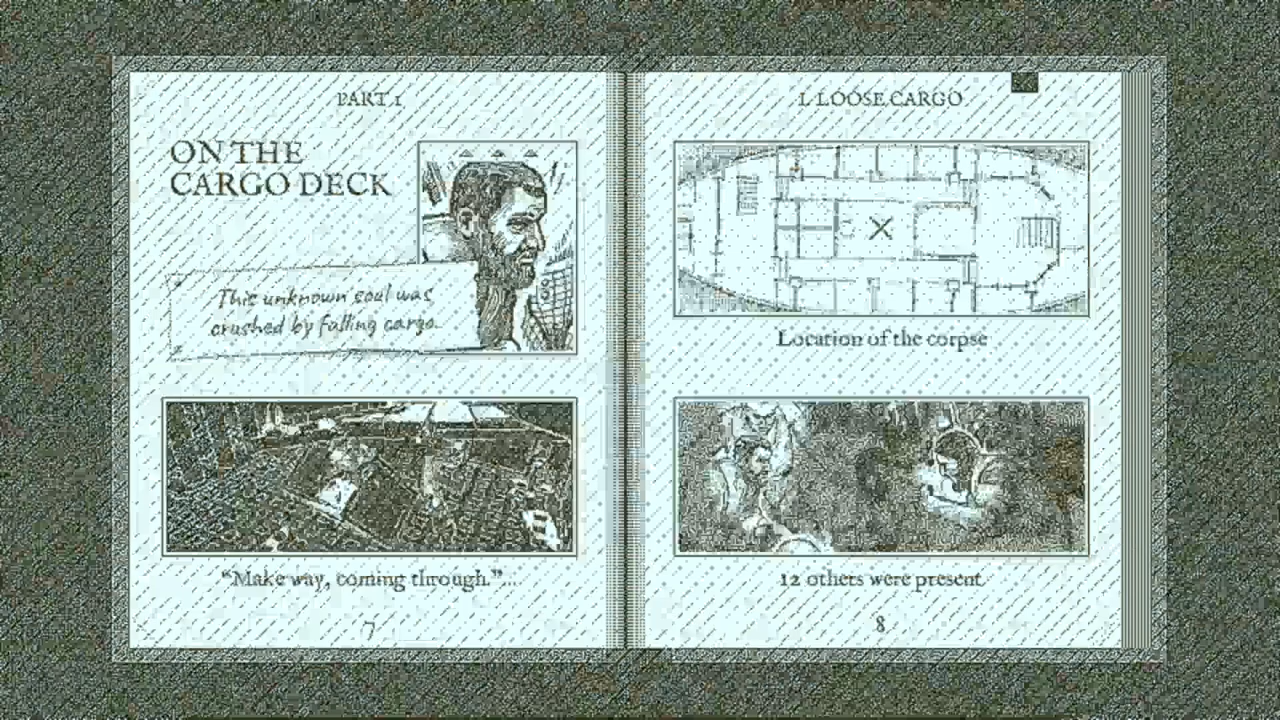 PART 1
ON THE
CARGO DECK
This unknown soul was
crushed by falling cargo.
"Make way, coming through."...
7
1. LOOSE CARGO
Location of the corpse
12 others were present.
8